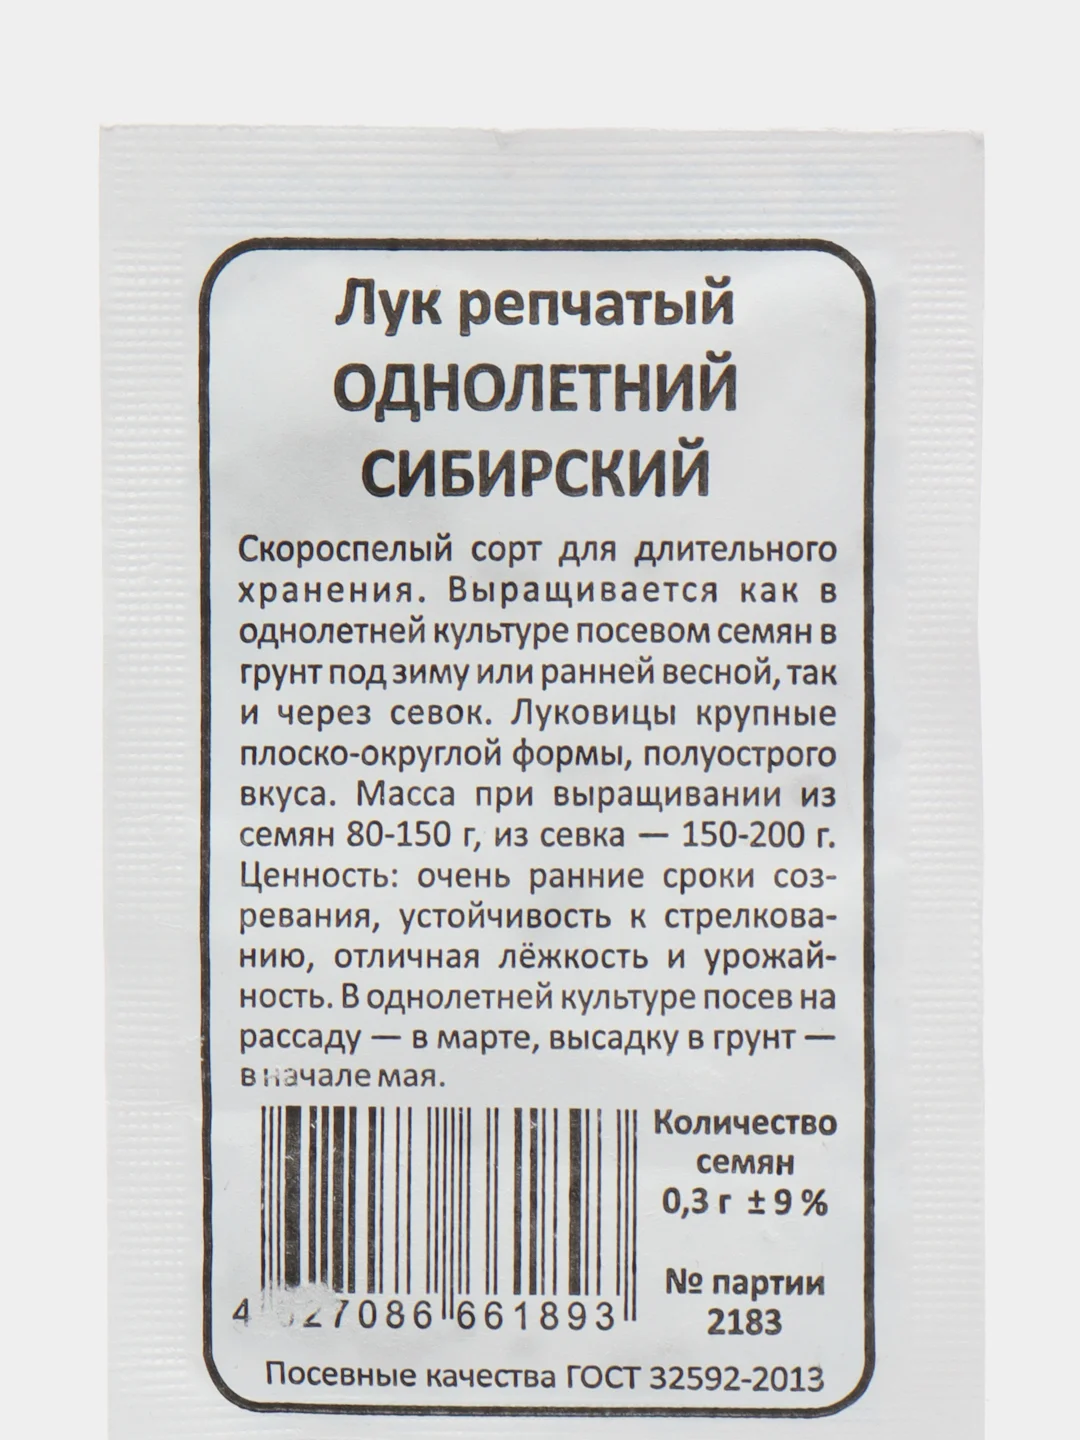 Лук репчатый
ОДНОЛЕТНИЙ
СИБИРСКИЙ
Скороспелый сорт для длительного
хранения. Выращивается как в
однолетней культуре посевом семян в
грунт под зиму или ранней весной, так
и через севок. Луковицы крупные
плоско-округлой формы, полуострого
вкуса. Масса при выращивании из
семян 80-150 г, из севка — 150-200 г.
Ценность: очень ранние сроки соз-
ревания, устойчивость к стрелкова-
нию, отличная лёжкость и урожай-
ность. В однолетней культуре посев на
рассаду — в марте, высадку в грунт —
в начале мая.
Количество
семян
0,3 г ± 9 %
№ партии
2183
661893
Посевные качества ГОСТ 32592-2013